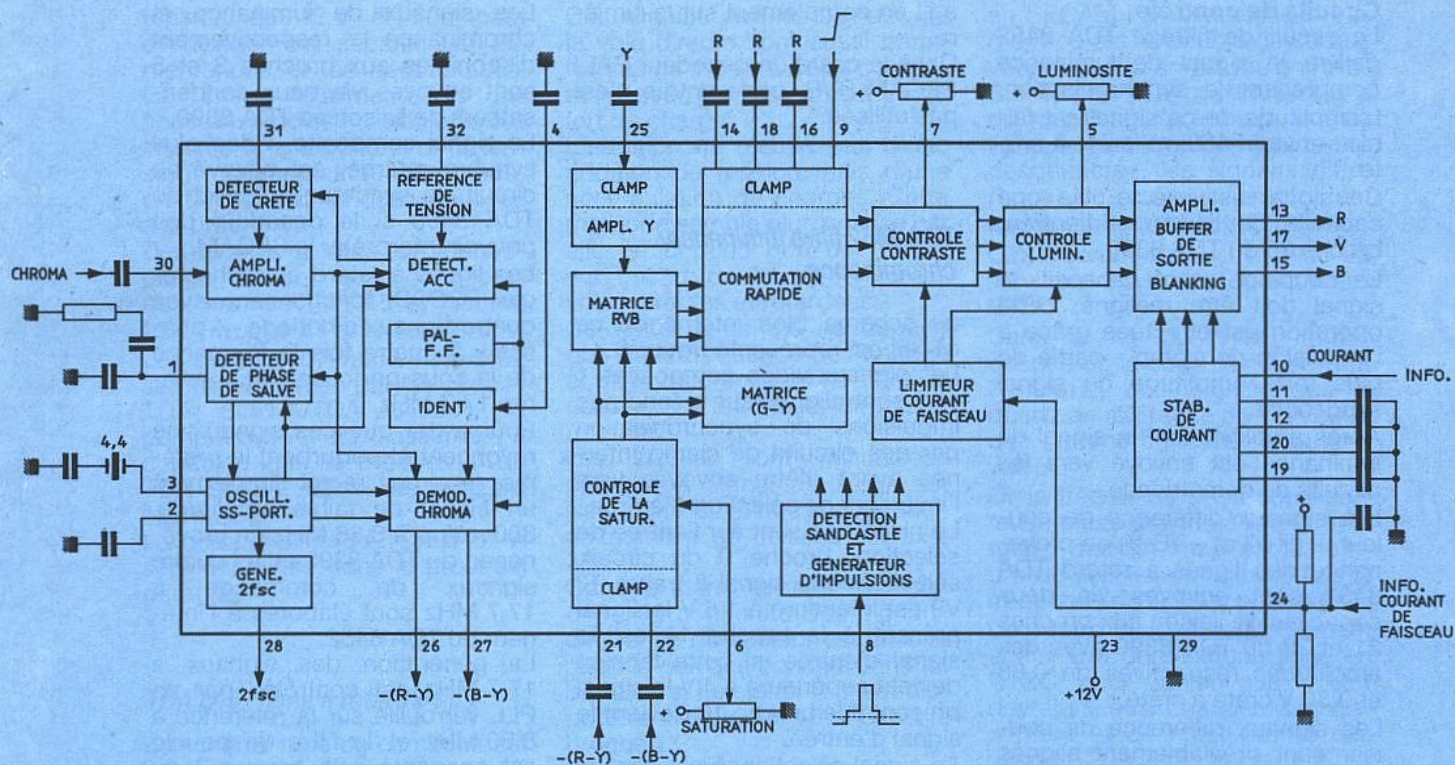 Y
R
R
R
CONTRASTE
+
LUMINOSITE
+
31
32
4
25
14
18
16
9
7
5
DETECTEUR
DE CRETE
REFERENCE
DE
TENSION
CLAMP
AMPL. Y
CLAMP
COMMUTATION
RAPIDE
CONTROLE
CONTRASTE
CONTROLE
LUMIN.
AMPLI.
BUFFER
DE
SORTIE
BLANKING
13
R
17
V
15
B
CHROMA
30
AMPLI.
CHROMA
DETECT.
ACC
MATRICE
RVB
PAL-
F.F.
IDENT
1
DETECTEUR
DE PHASE
DE SALVE
MATRICE
(G-Y)
LIMITEUR
COURANT
DE
FAISCEAU
STAB.
DE
COURANT
10
COURANT
INFO.
11
12
20
19
4,4
3
2
OSCILL.
SS-PORT.
DEMOD.
CHROMA
CONTROLE
DE LA
SATUR.
CLAMP
DETECTION
SANDCASTLE
ET
GENERATEUR
D'IMPULSIONS
GENE.
2fsc
+
24
INFO.
COURANT
DE
FAISCEAU
28
26
27
21
22
6
8
23
29
2fsc
-(R-Y)
-(B-Y)
+
SATURATION
+12V
-(R-Y)
-(B-Y)